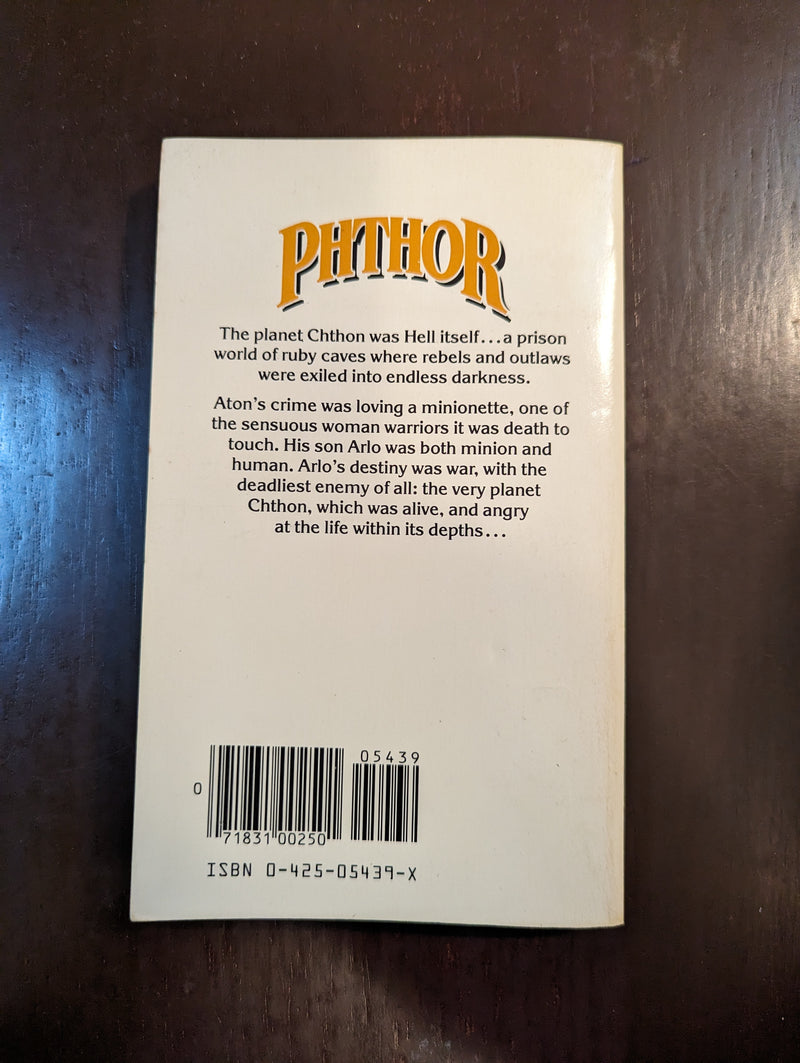 PHTHOR
The planet Chthon was Hell itself...a prison
world of ruby caves where rebels and outlaws
were exiled into endless darkness.
Aton's crime was loving a minionette, one of
the sensuous woman warriors it was death to
touch. His son Arlo was both minion and
human. Arlo's destiny was war, with the
deadliest enemy of all: the very planet
Chthon, which was alive, and angry
at the life within its depths...
05439
0
71831 00250
ISBN 0-425-05439-X